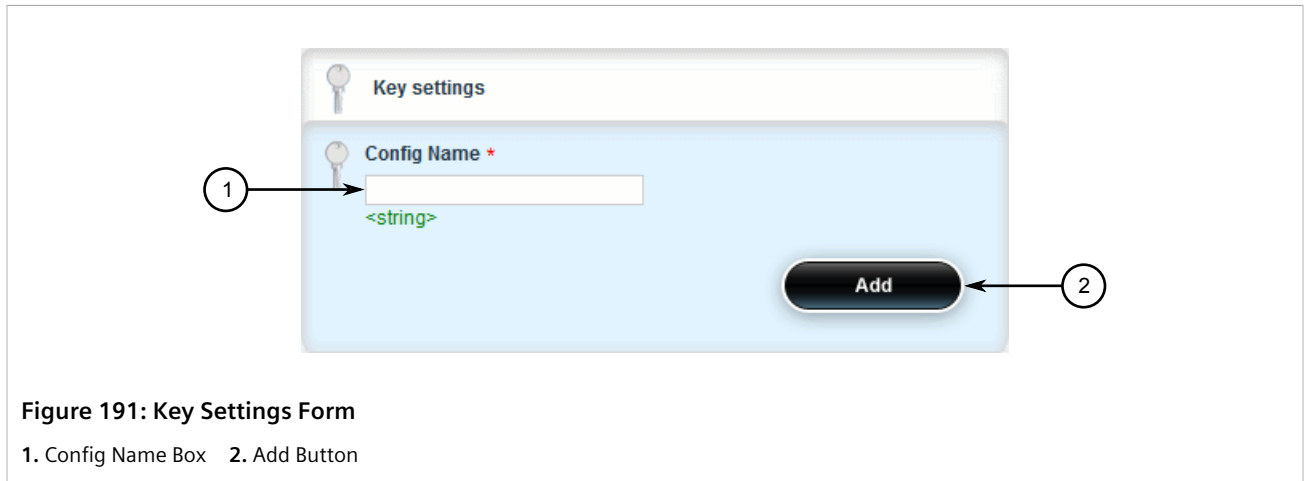 Key settings
Config Name *
1
<string>
Add
2
Figure 191: Key Settings Form
1. Config Name Box 2. Add Button